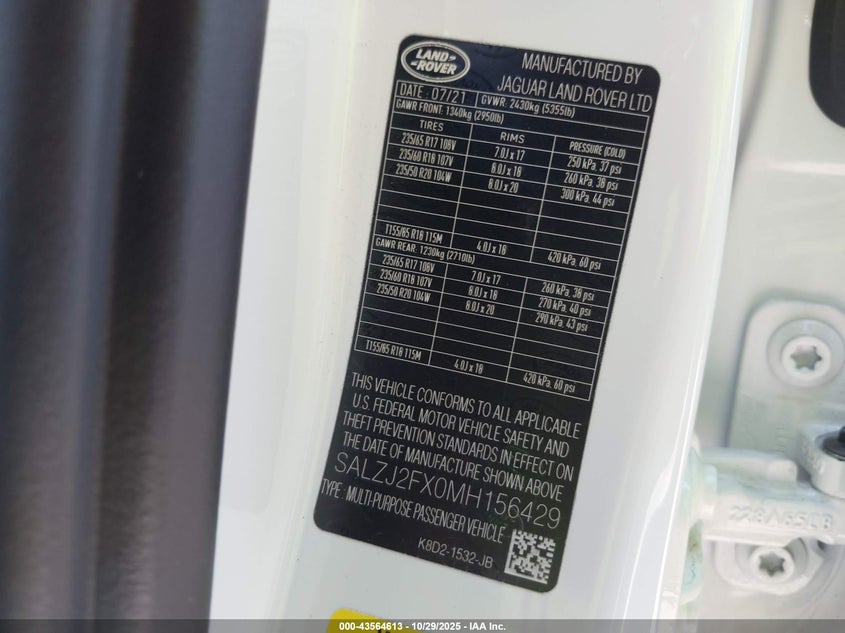 LAND
ROVER
MANUFACTURED BY
JAGUAR LAND ROVER LTD
DATE : 07/21 GVWR: 2430kg (5355lb)
GAWR FRONT: 1340kg (2950lb)
TIRES RIMS PRESSURE (COLD)
235/65 R17 108V 7.0J x 17 250 kPa, 37 psi
235/60 R18 107V 8.0J x 18 260 kPa, 38 psi
235/50 R20 104W 8.0J x 20 300 kPa, 44 psi
T155/85 R18 115M 4.0J x 18 420 kPa, 60 psi
GAWR REAR: 1230kg (2710lb)
235/65 R17 108V 7.0J x 17 260 kPa, 38 psi
235/60 R18 107V 8.0J x 18 270 kPa, 40 psi
235/50 R20 104W 8.0J x 20 290 kPa, 43 psi
T155/85 R18 115M 4.0J x 18 420 kPa, 60 psi
THIS VEHICLE CONFORMS TO ALL APPLICABLE
U.S. FEDERAL MOTOR VEHICLE SAFETY AND
THEFT PREVENTION STANDARDS IN EFFECT ON
THE DATE OF MANUFACTURE SHOWN ABOVE
SALZJ2FX0MH156429
TYPE : MULTI-PURPOSE PASSENGER VEHICLE
K8D2-1532-JB
000-43564613 - 10/29/2025 - IAA Inc.